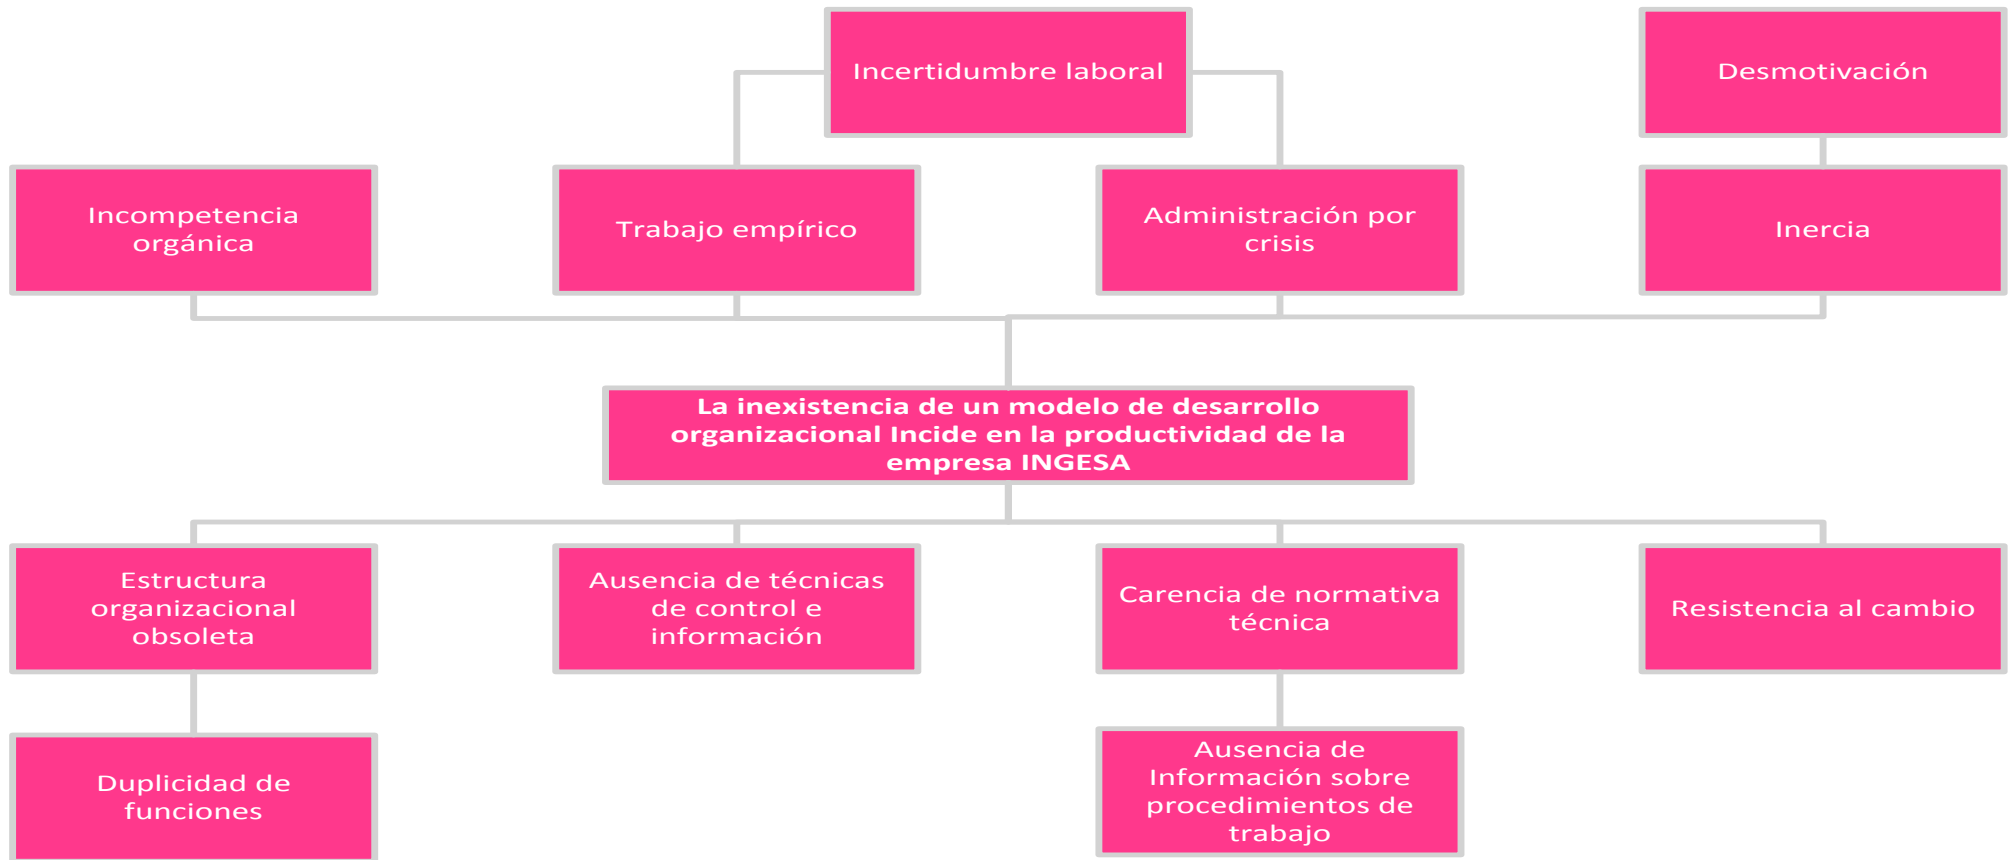 Incertidumbre laboral
Desmotivación
Incompetencia
orgánica
Trabajo empírico
Administración por
crisis
Inercia
La inexistencia de un modelo de desarrollo
organizacional Incide en la productividad de la
empresa INGESA
Estructura
organizacional
obsoleta
Ausencia de técnicas
de control e
información
Carencia de normativa
técnica
Resistencia al cambio
Duplicidad de
funciones
Ausencia de
Información sobre
procedimientos de
trabajo